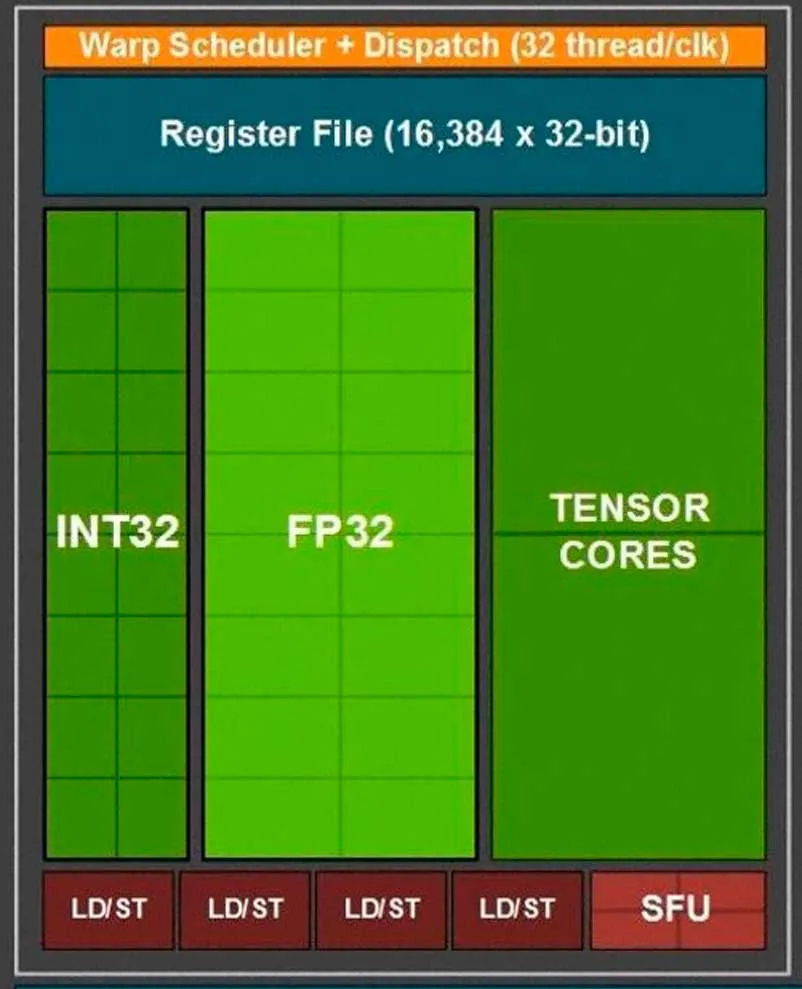 Warp Scheduler + Dispatch (32 thread/clk)
Register File (16,384 x 32-bit)
INT32
FP32
TENSOR
CORES
LD/ST
LD/ST
LD/ST
LD/ST
SFU